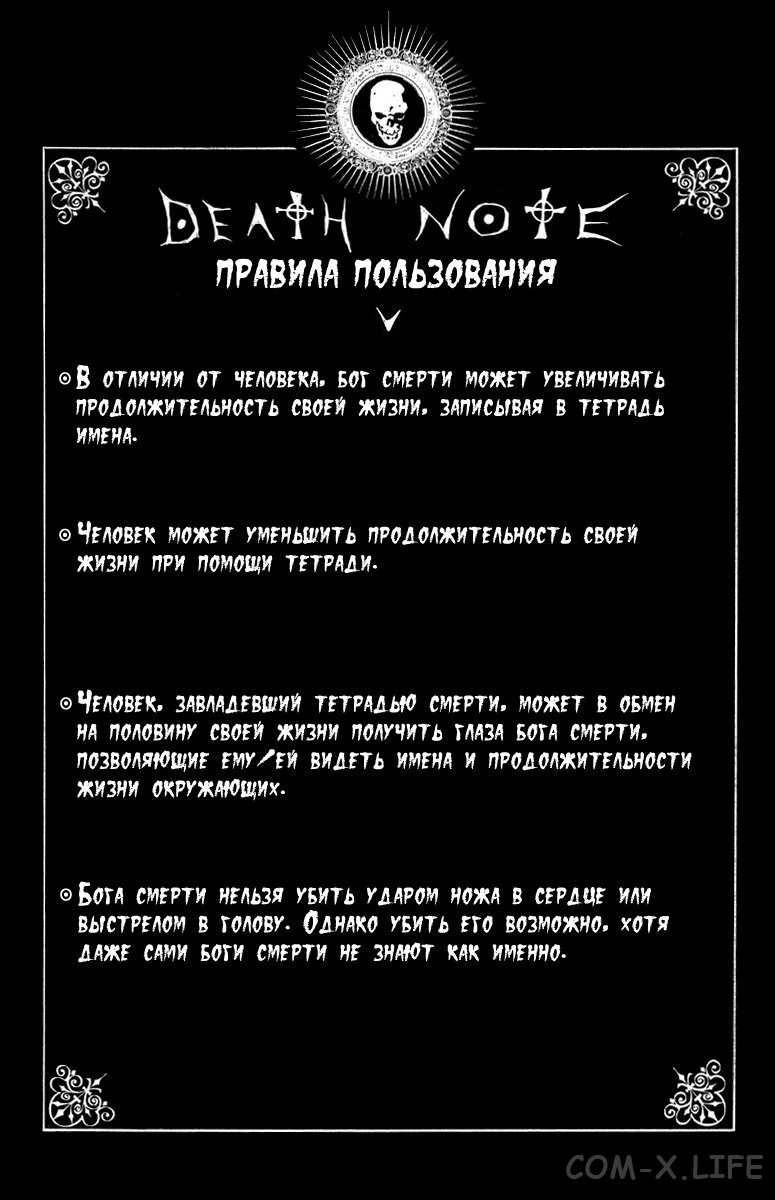 DEATH NOTE
ПРАВИЛА ПОЛЬЗОВАНИЯ
В ОТЛИЧИИ ОТ ЧЕЛОВЕКА, БОГ СМЕРТИ МОЖЕТ УВЕЛИЧИВАТЬ
ПРОДОЛЖИТЕЛЬНОСТЬ СВОЕЙ ЖИЗНИ, ЗАПИСЫВАЯ В ТЕТРАДЬ
ИМЕНА.
ЧЕЛОВЕК МОЖЕТ УМЕНЬШИТЬ ПРОДОЛЖИТЕЛЬНОСТЬ СВОЕЙ
ЖИЗНИ ПРИ ПОМОЩИ ТЕТРАДИ.
ЧЕЛОВЕК, ЗАВЛАДЕВШИЙ ТЕТРАДЬЮ СМЕРТИ, МОЖЕТ В ОБМЕН
НА ПОЛОВИНУ СВОЕЙ ЖИЗНИ ПОЛУЧИТЬ ГЛАЗА БОГА СМЕРТИ,
ПОЗВОЛЯЮЩИЕ ЕМУ/ЕЙ ВИДЕТЬ ИМЕНА И ПРОДОЛЖИТЕЛЬНОСТИ
ЖИЗНИ ОКРУЖАЮЩИХ.
БОГА СМЕРТИ НЕЛЬЗЯ УБИТЬ УДАРОМ НОЖА В СЕРДЦЕ ИЛИ
ВЫСТРЕЛОМ В ГОЛОВУ. ОДНАКО УБИТЬ ЕГО ВОЗМОЖНО, ХОТЯ
ДАЖЕ САМИ БОГИ СМЕРТИ НЕ ЗНАЮТ КАК ИМЕННО.
COM-X.LIFE